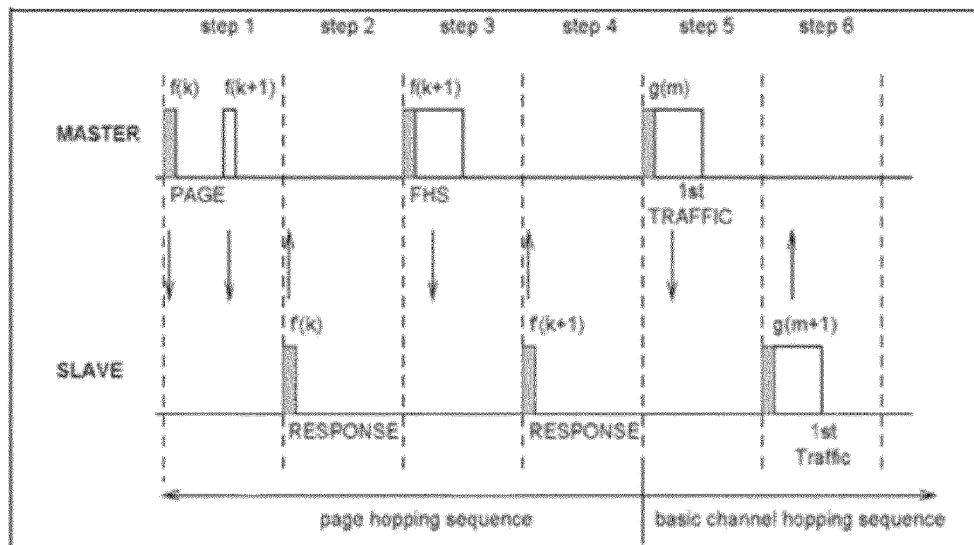 step 1 step 2 step 3 step 4 step 5 step 6
f(k) f(k+1) f(k+1) g(m)
MASTER
PAGE FHS 1st
TRAFFIC
f'(k) f'(k+1) g(m+1)
SLAVE
RESPONSE RESPONSE 1st
Traffic
page hopping sequence basic channel hopping sequence